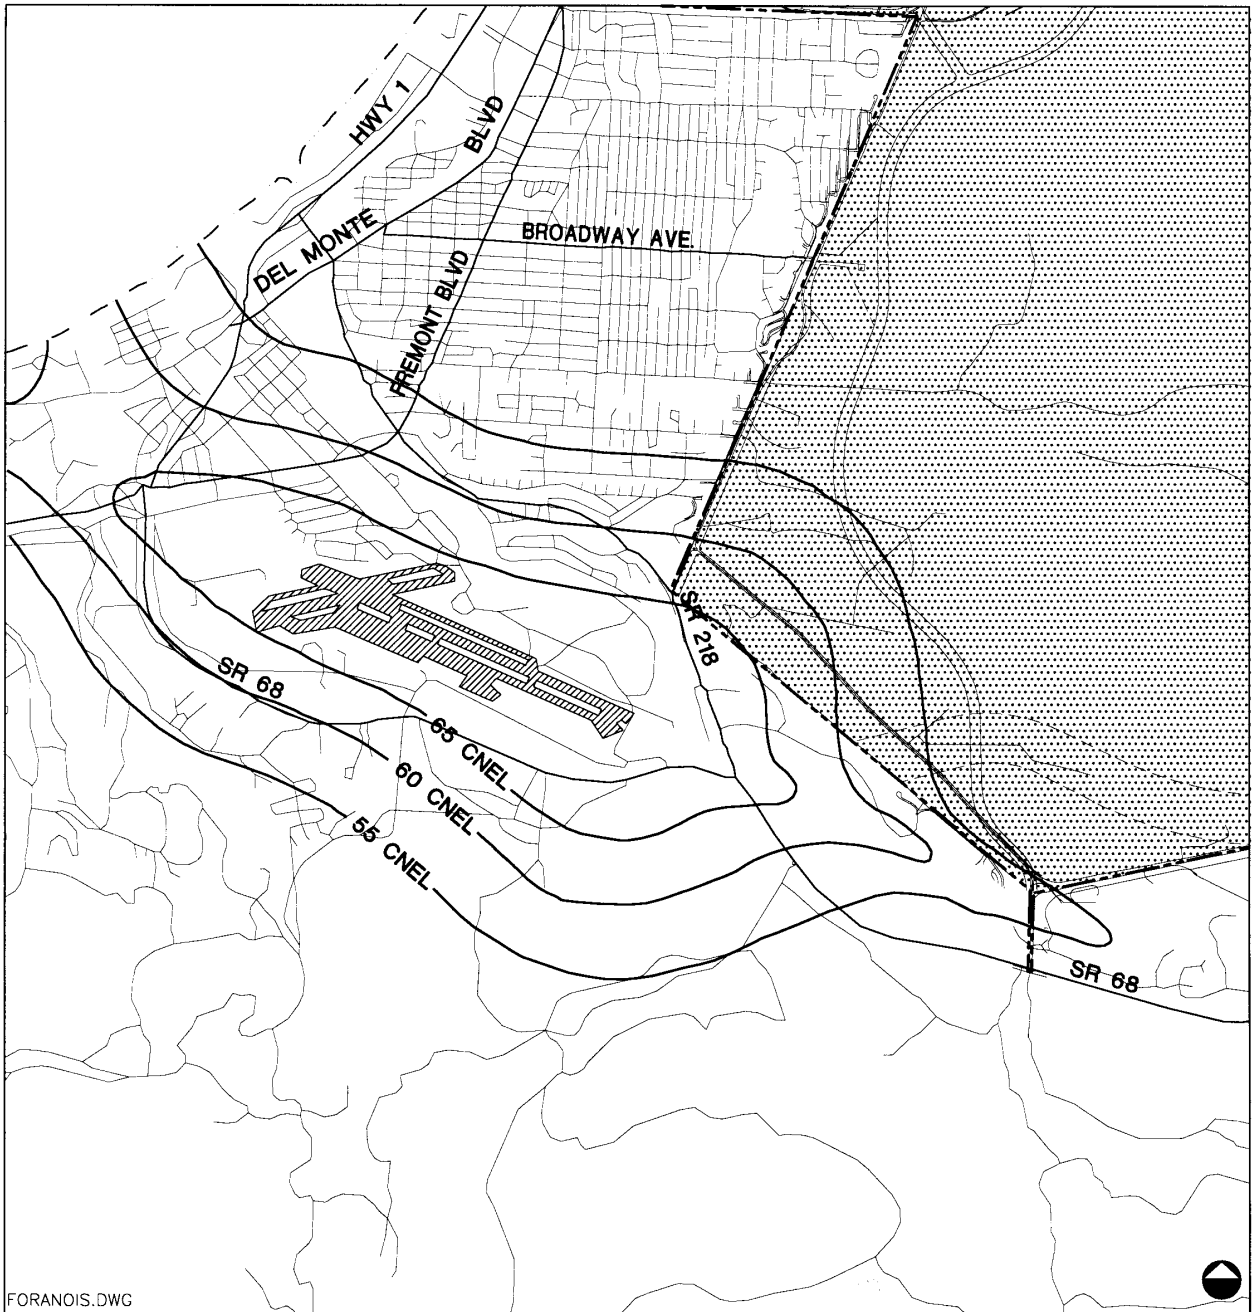 HWY 1
BLVD
DEL MONTE
BROADWAY AVE.
FREMONT BLVD
SR 218
SR 68
65 CNEL
60 CNEL
55 CNEL
SR 68
FORANOIS.DWG